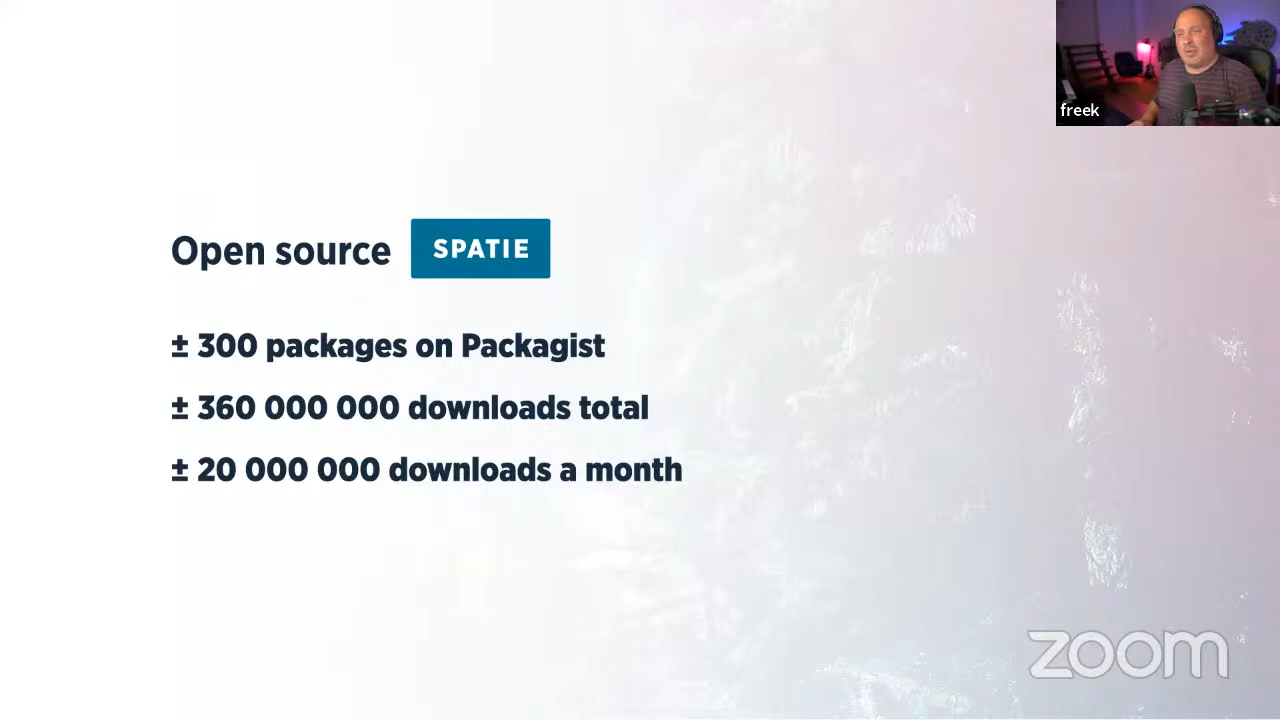 freek
Open source SPATIE
± 300 packages on Packagist
± 360 000 000 downloads total
± 20 000 000 downloads a month
zoom